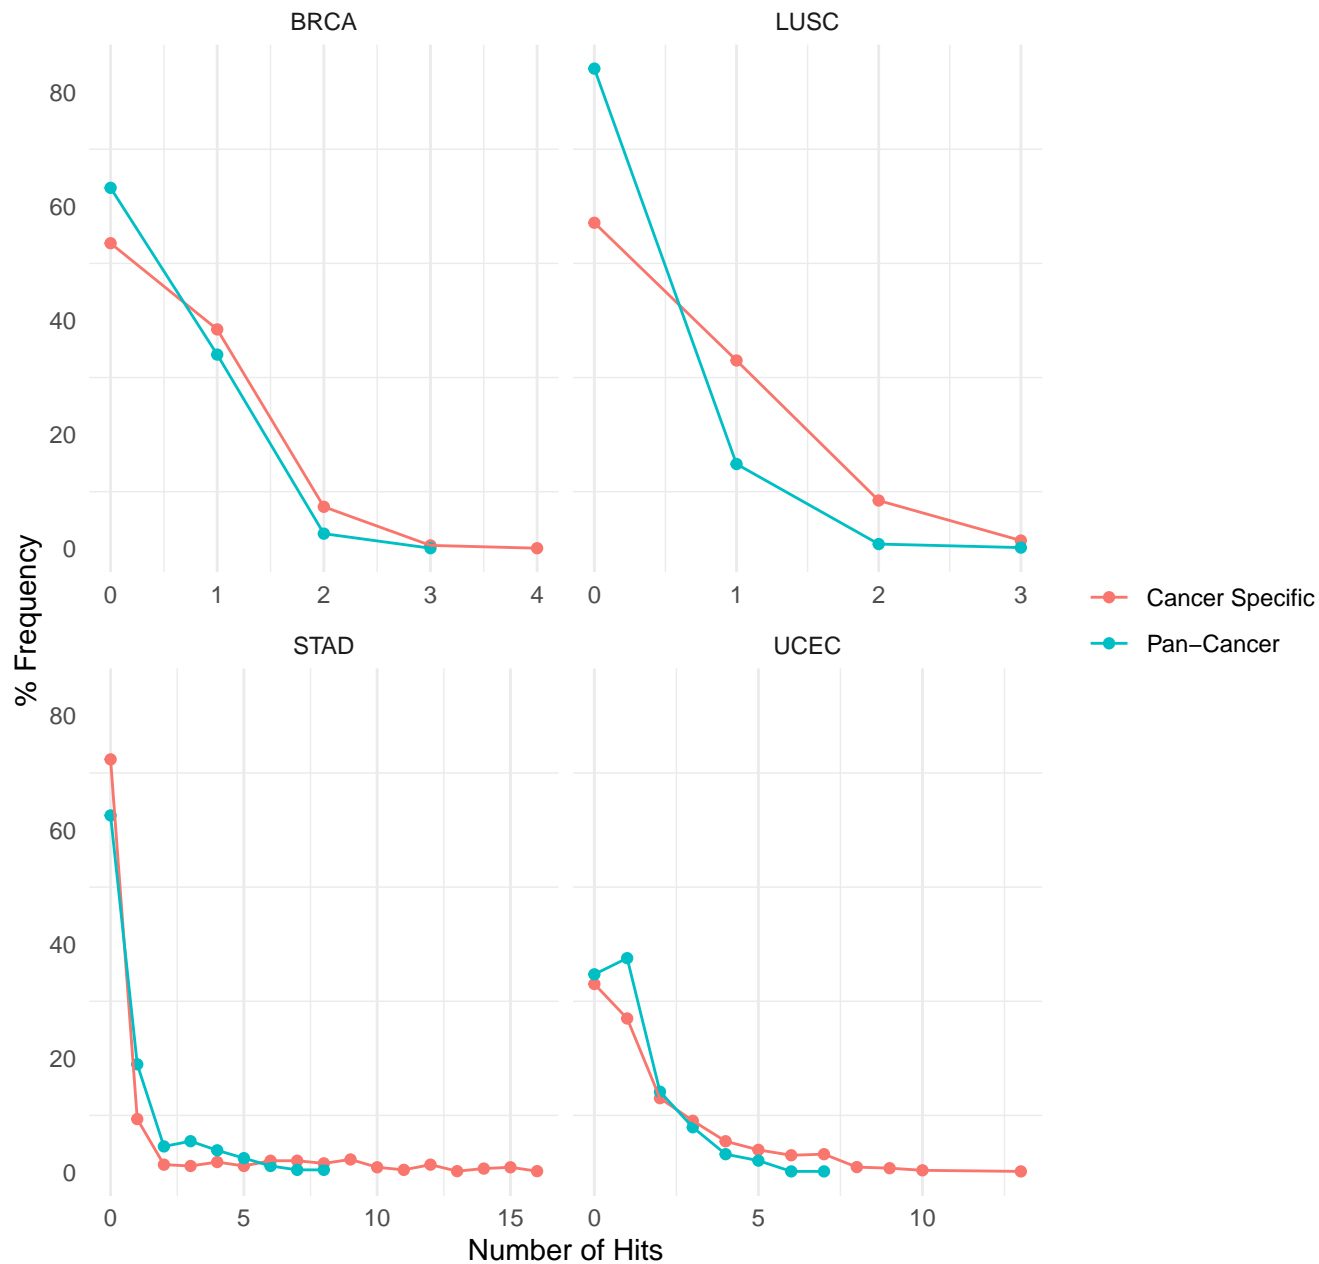 BRCA
LUSC
80
60
40
20
0
0 1 2 3 4
0 1 2 3
% Frequency
Cancer Specific
Pan−Cancer
STAD
UCEC
80
60
40
20
0
0 5 10 15
0 5 10
Number of Hits